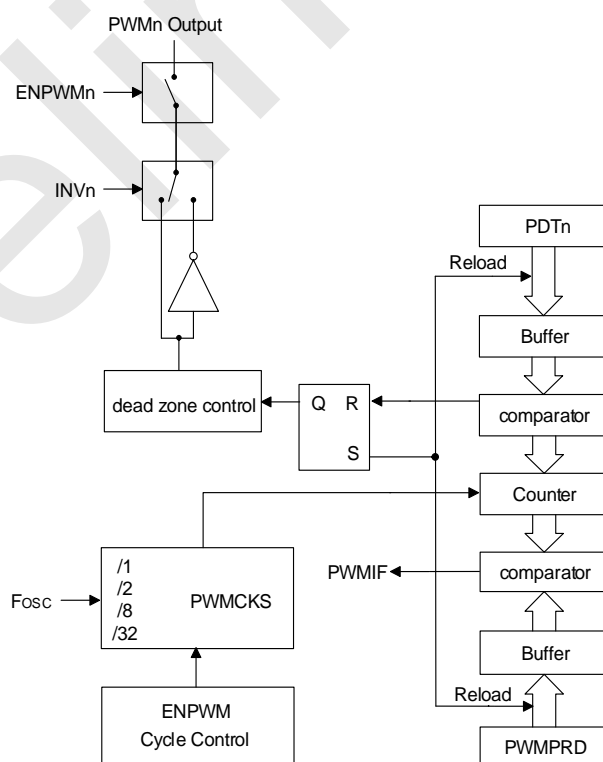 PWMn Output
ENPWMn
INVn
PDTn
Reload
Buffer
dead zone control
Q R
S
comparator
Counter
PWMIF
comparator
/1
/2
/8
/32
PWMCKS
Fosc
Buffer
Reload
ENPWM
Cycle Control
PWMPRD
elin